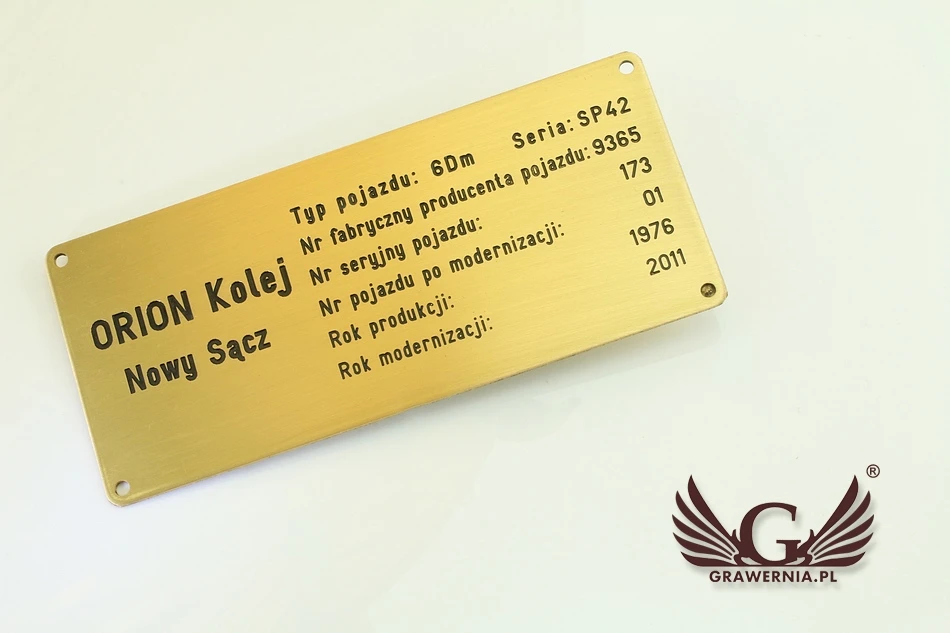 ORION Kolej
Nowy Sącz
Typ pojazdu: 6Dm Seria: SP42
Nr fabryczny producenta pojazdu: 9365
Nr seryjny pojazdu: 173
Nr pojazdu po modernizacji: 01
Rok produkcji: 1976
Rok modernizacji: 2011
G
®
GRAWERNIA.PL